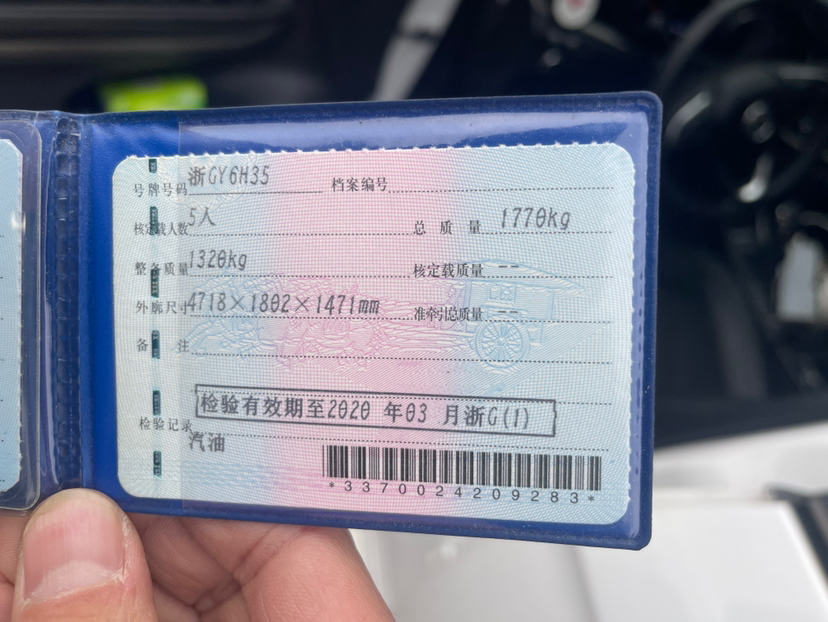 号牌号码 浙GY6H35 档案编号
核定载人数 5人 总质量 1770kg
整备质量 1320kg 核定载质量 --
外廓尺寸 4718×1802×1471mm 准牵引总质量 --
备注
检验记录 检验有效期至2020 年03 月浙G(1)
汽油
*3370024209283*